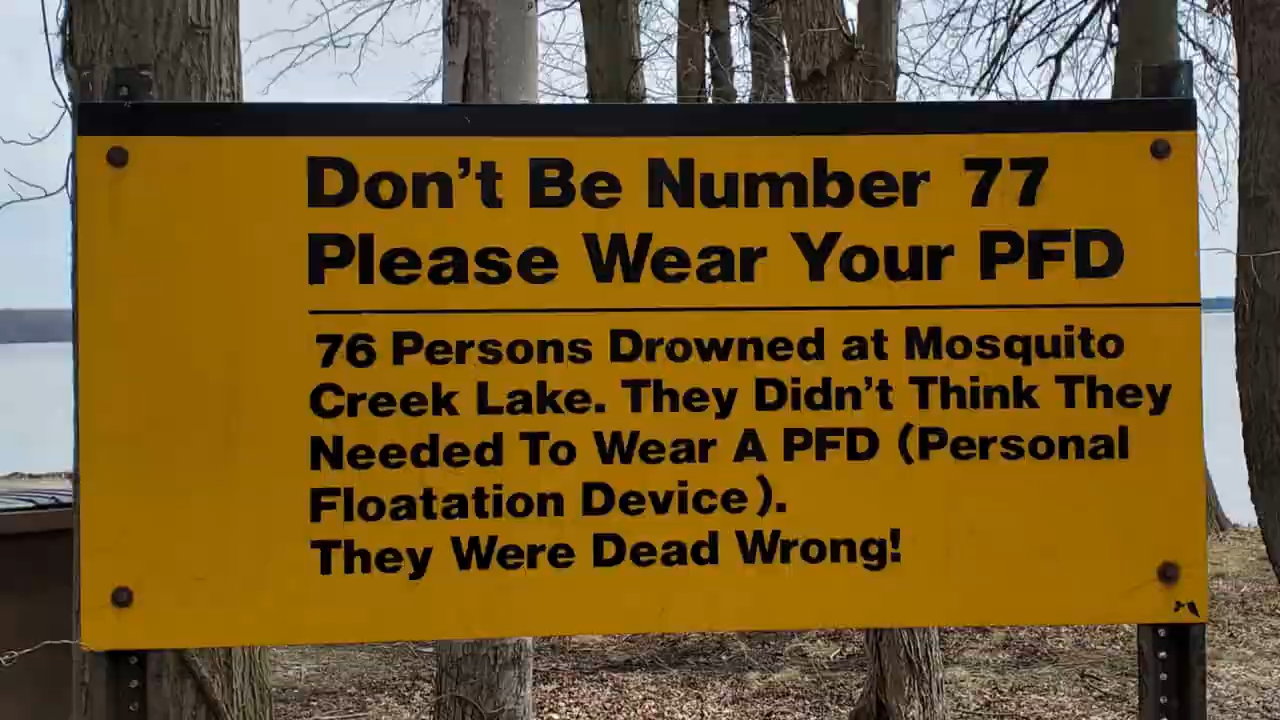 Don't Be Number 77
Please Wear Your PFD
76 Persons Drowned at Mosquito
Creek Lake. They Didn't Think They
Needed To Wear A PFD (Personal
Floatation Device).
They Were Dead Wrong!